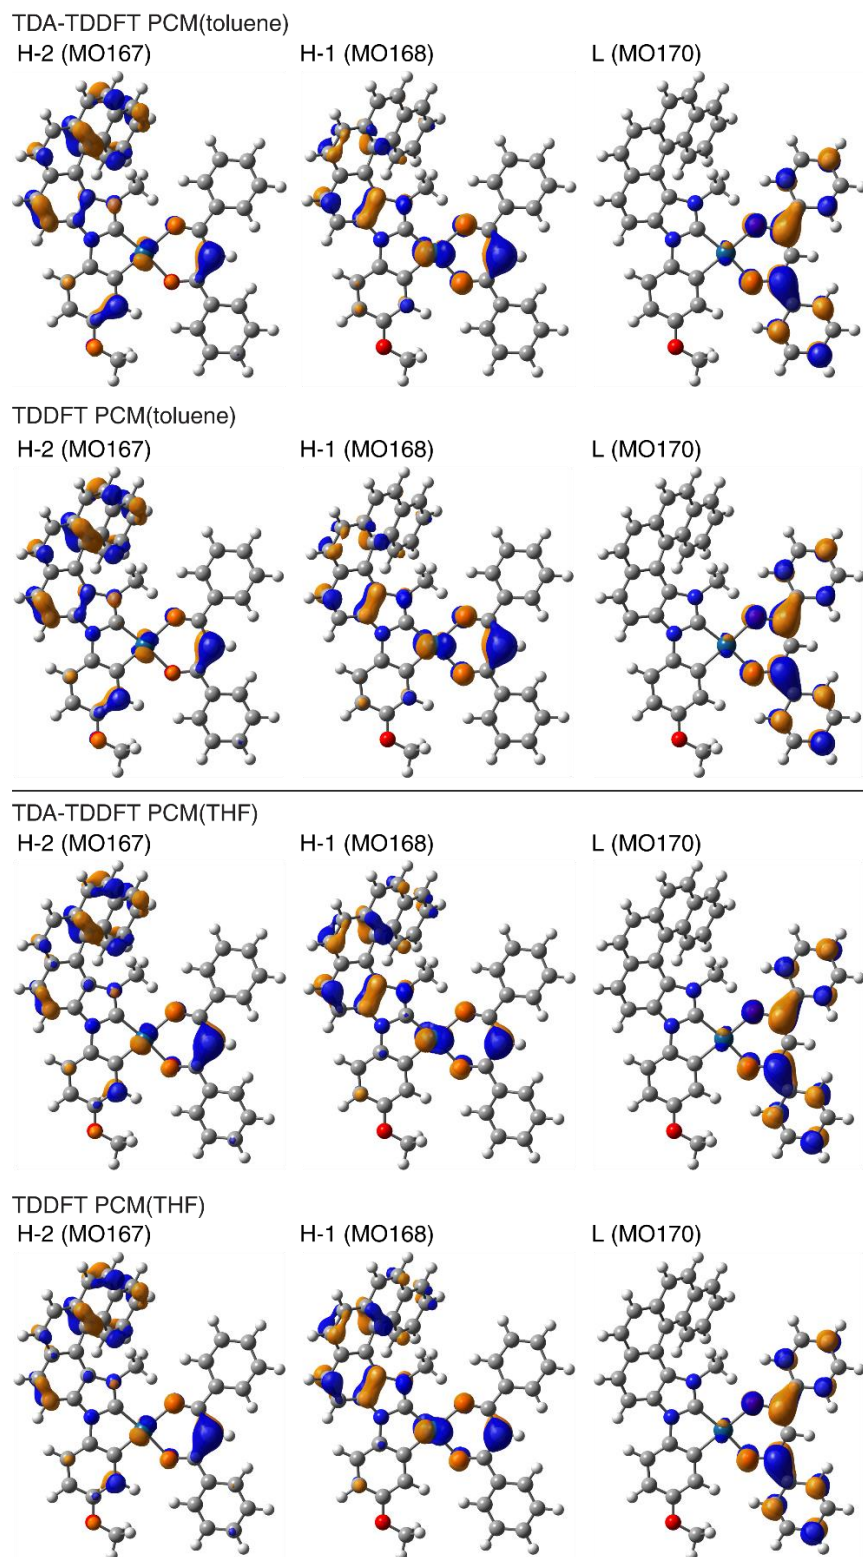 TDA-TDDFT PCM(toluene)
H-2 (MO167) H-1 (MO168) L (MO170)
TDDFT PCM(toluene)
H-2 (MO167) H-1 (MO168) L (MO170)
TDA-TDDFT PCM(THF)
H-2 (MO167) H-1 (MO168) L (MO170)
TDDFT PCM(THF)
H-2 (MO167) H-1 (MO168) L (MO170)